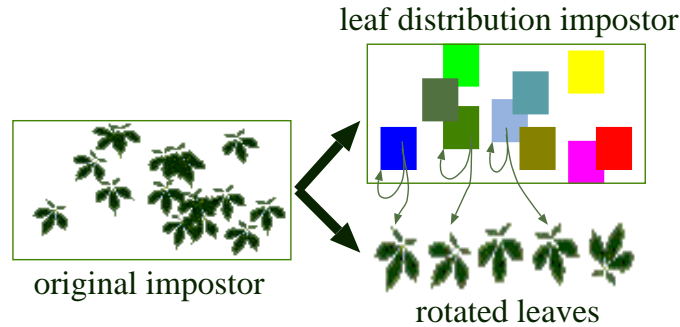 leaf distribution impostor
original impostor
rotated leaves